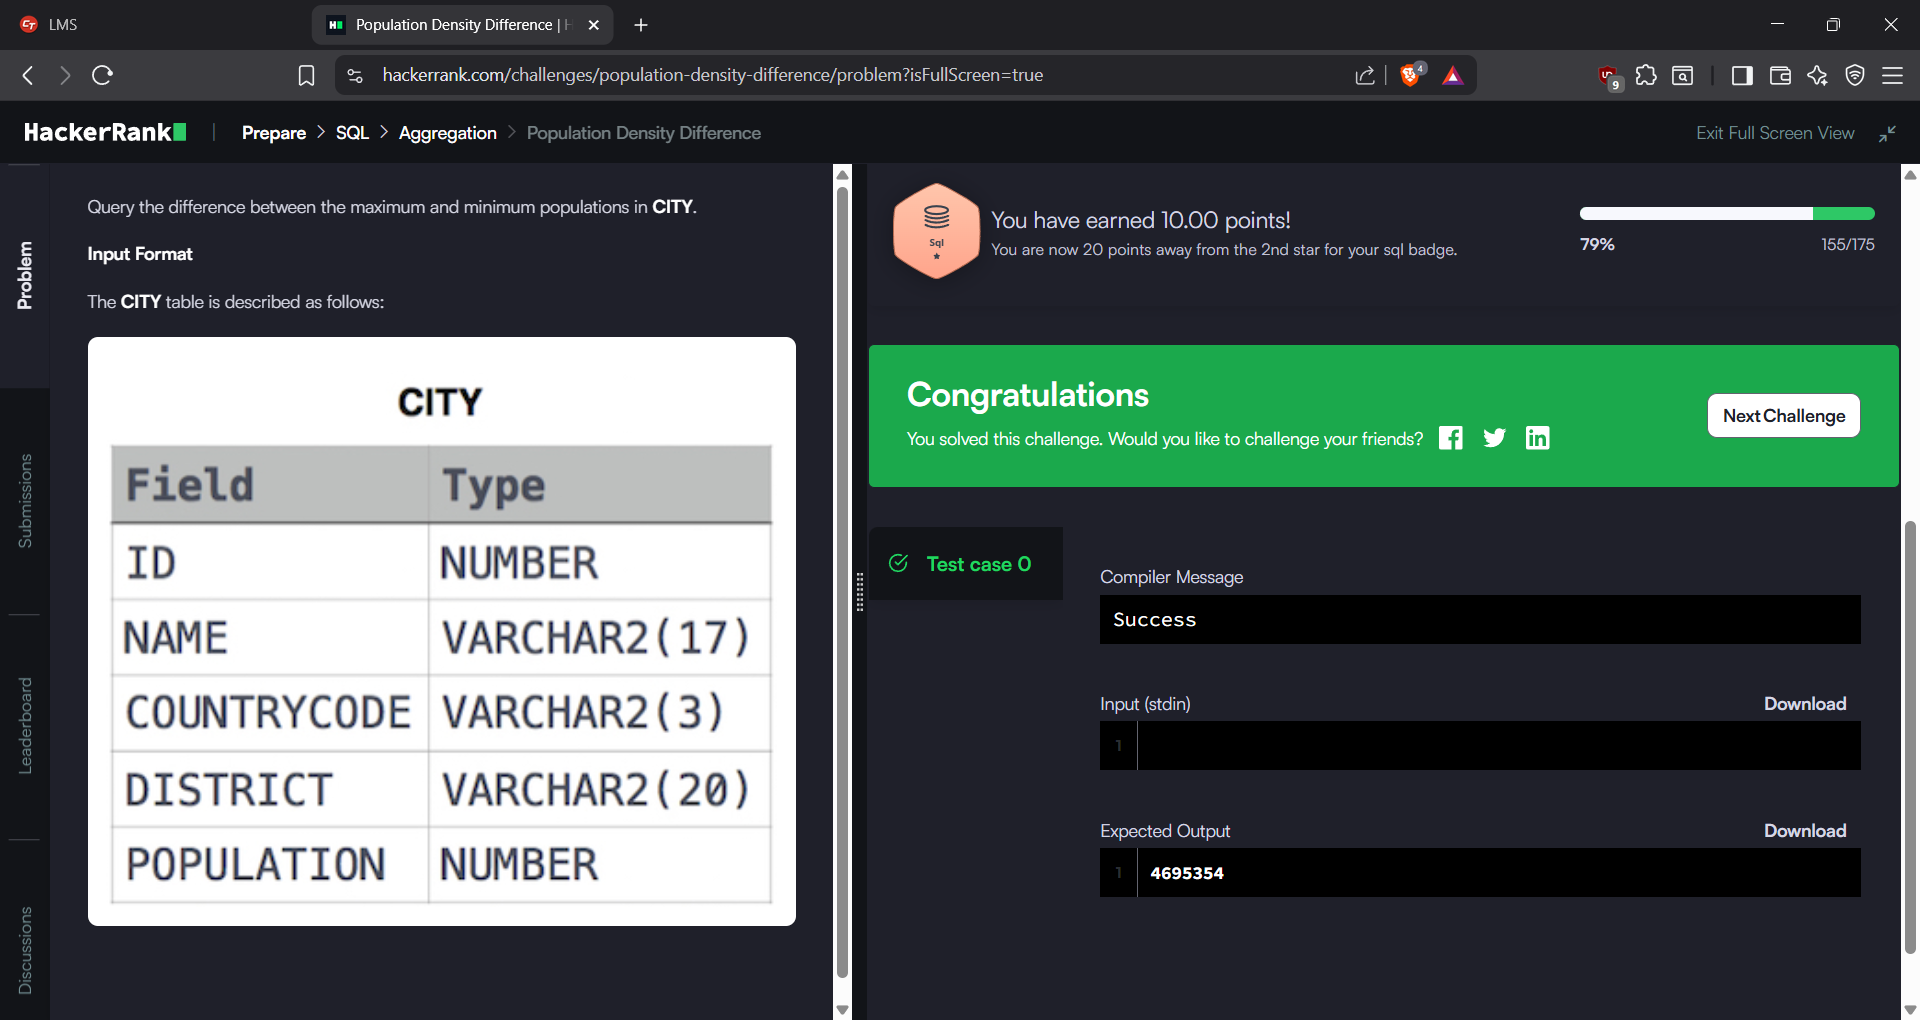 LMS
Population Density Difference | H
hackerrank.com/challenges/population-density-difference/problem?isFullScreen=true
4
9
HackerRank
Prepare > SQL > Aggregation > Population Density Difference
Exit Full Screen View
Problem
Submissions
Leaderboard
Discussions
Query the difference between the maximum and minimum populations in CITY.
Input Format
The CITY table is described as follows:
CITY
Field Type
ID NUMBER
NAME VARCHAR2(17)
COUNTRYCODE VARCHAR2(3)
DISTRICT VARCHAR2(20)
POPULATION NUMBER
Sql
You have earned 10.00 points!
You are now 20 points away from the 2nd star for your sql badge.
79% 155/175
Congratulations
You solved this challenge. Would you like to challenge your friends?
Next Challenge
Test case 0
Compiler Message
Success
Input (stdin) Download
1
Expected Output Download
1 4695354